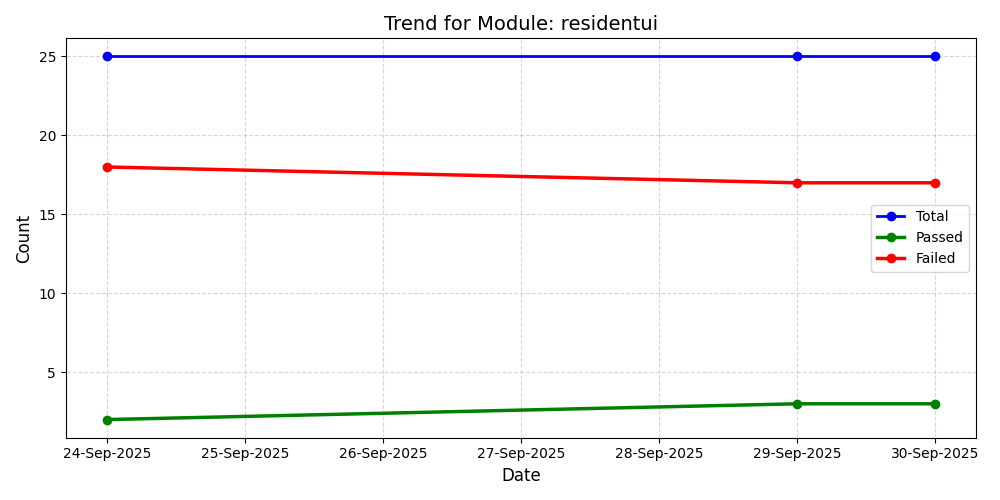 Trend for Module: residentui
Count
25
20
15
10
5
Total
Passed
Failed
24-Sep-2025 25-Sep-2025 26-Sep-2025 27-Sep-2025 28-Sep-2025 29-Sep-2025 30-Sep-2025
Date